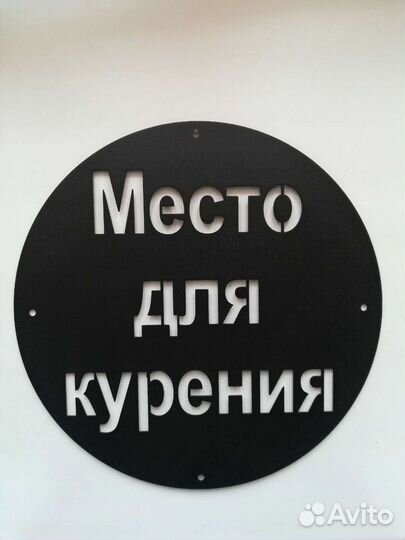 Место
для
курения
Avito